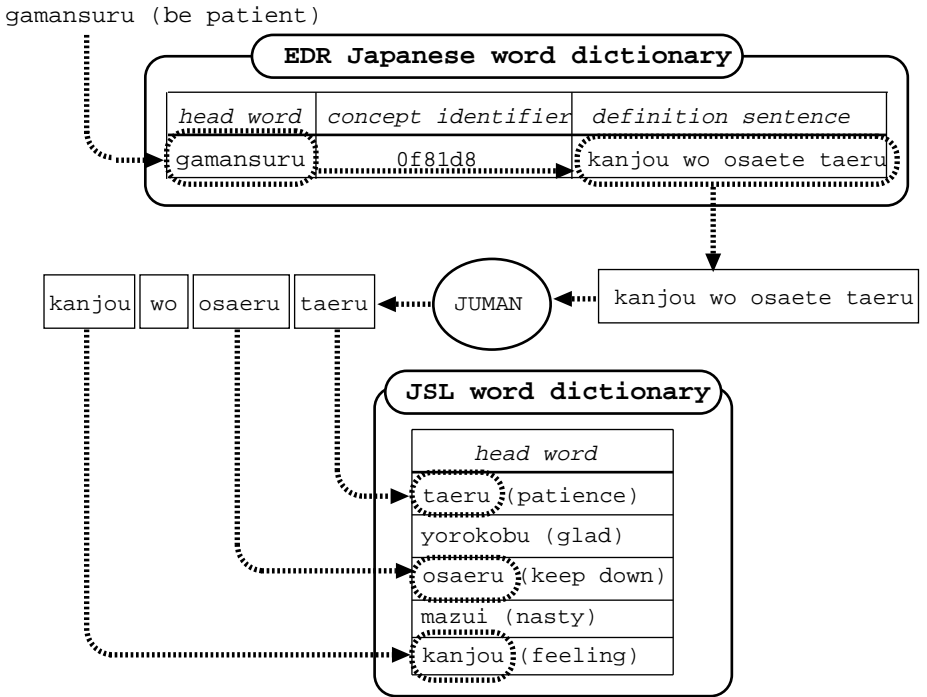 gamansuru (be patient)
EDR Japanese word dictionary
head word concept identifier definition sentence
gamansuru 0f81d8 kanjou wo osaete taeru
kanjou wo osaeru taeru JUMAN kanjou wo osaete taeru
JSL word dictionary
head word
taeru (patience)
yorokobu (glad)
osaeru (keep down)
mazui (nasty)
kanjou (feeling)